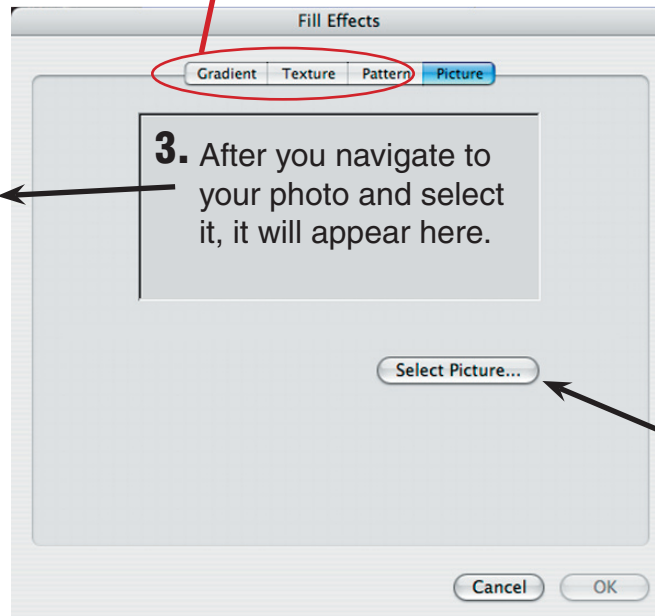 Fill Effects
Gradient Texture Pattern Picture
3. After you navigate to
your photo and select
it, it will appear here.
Select Picture...
Cancel OK